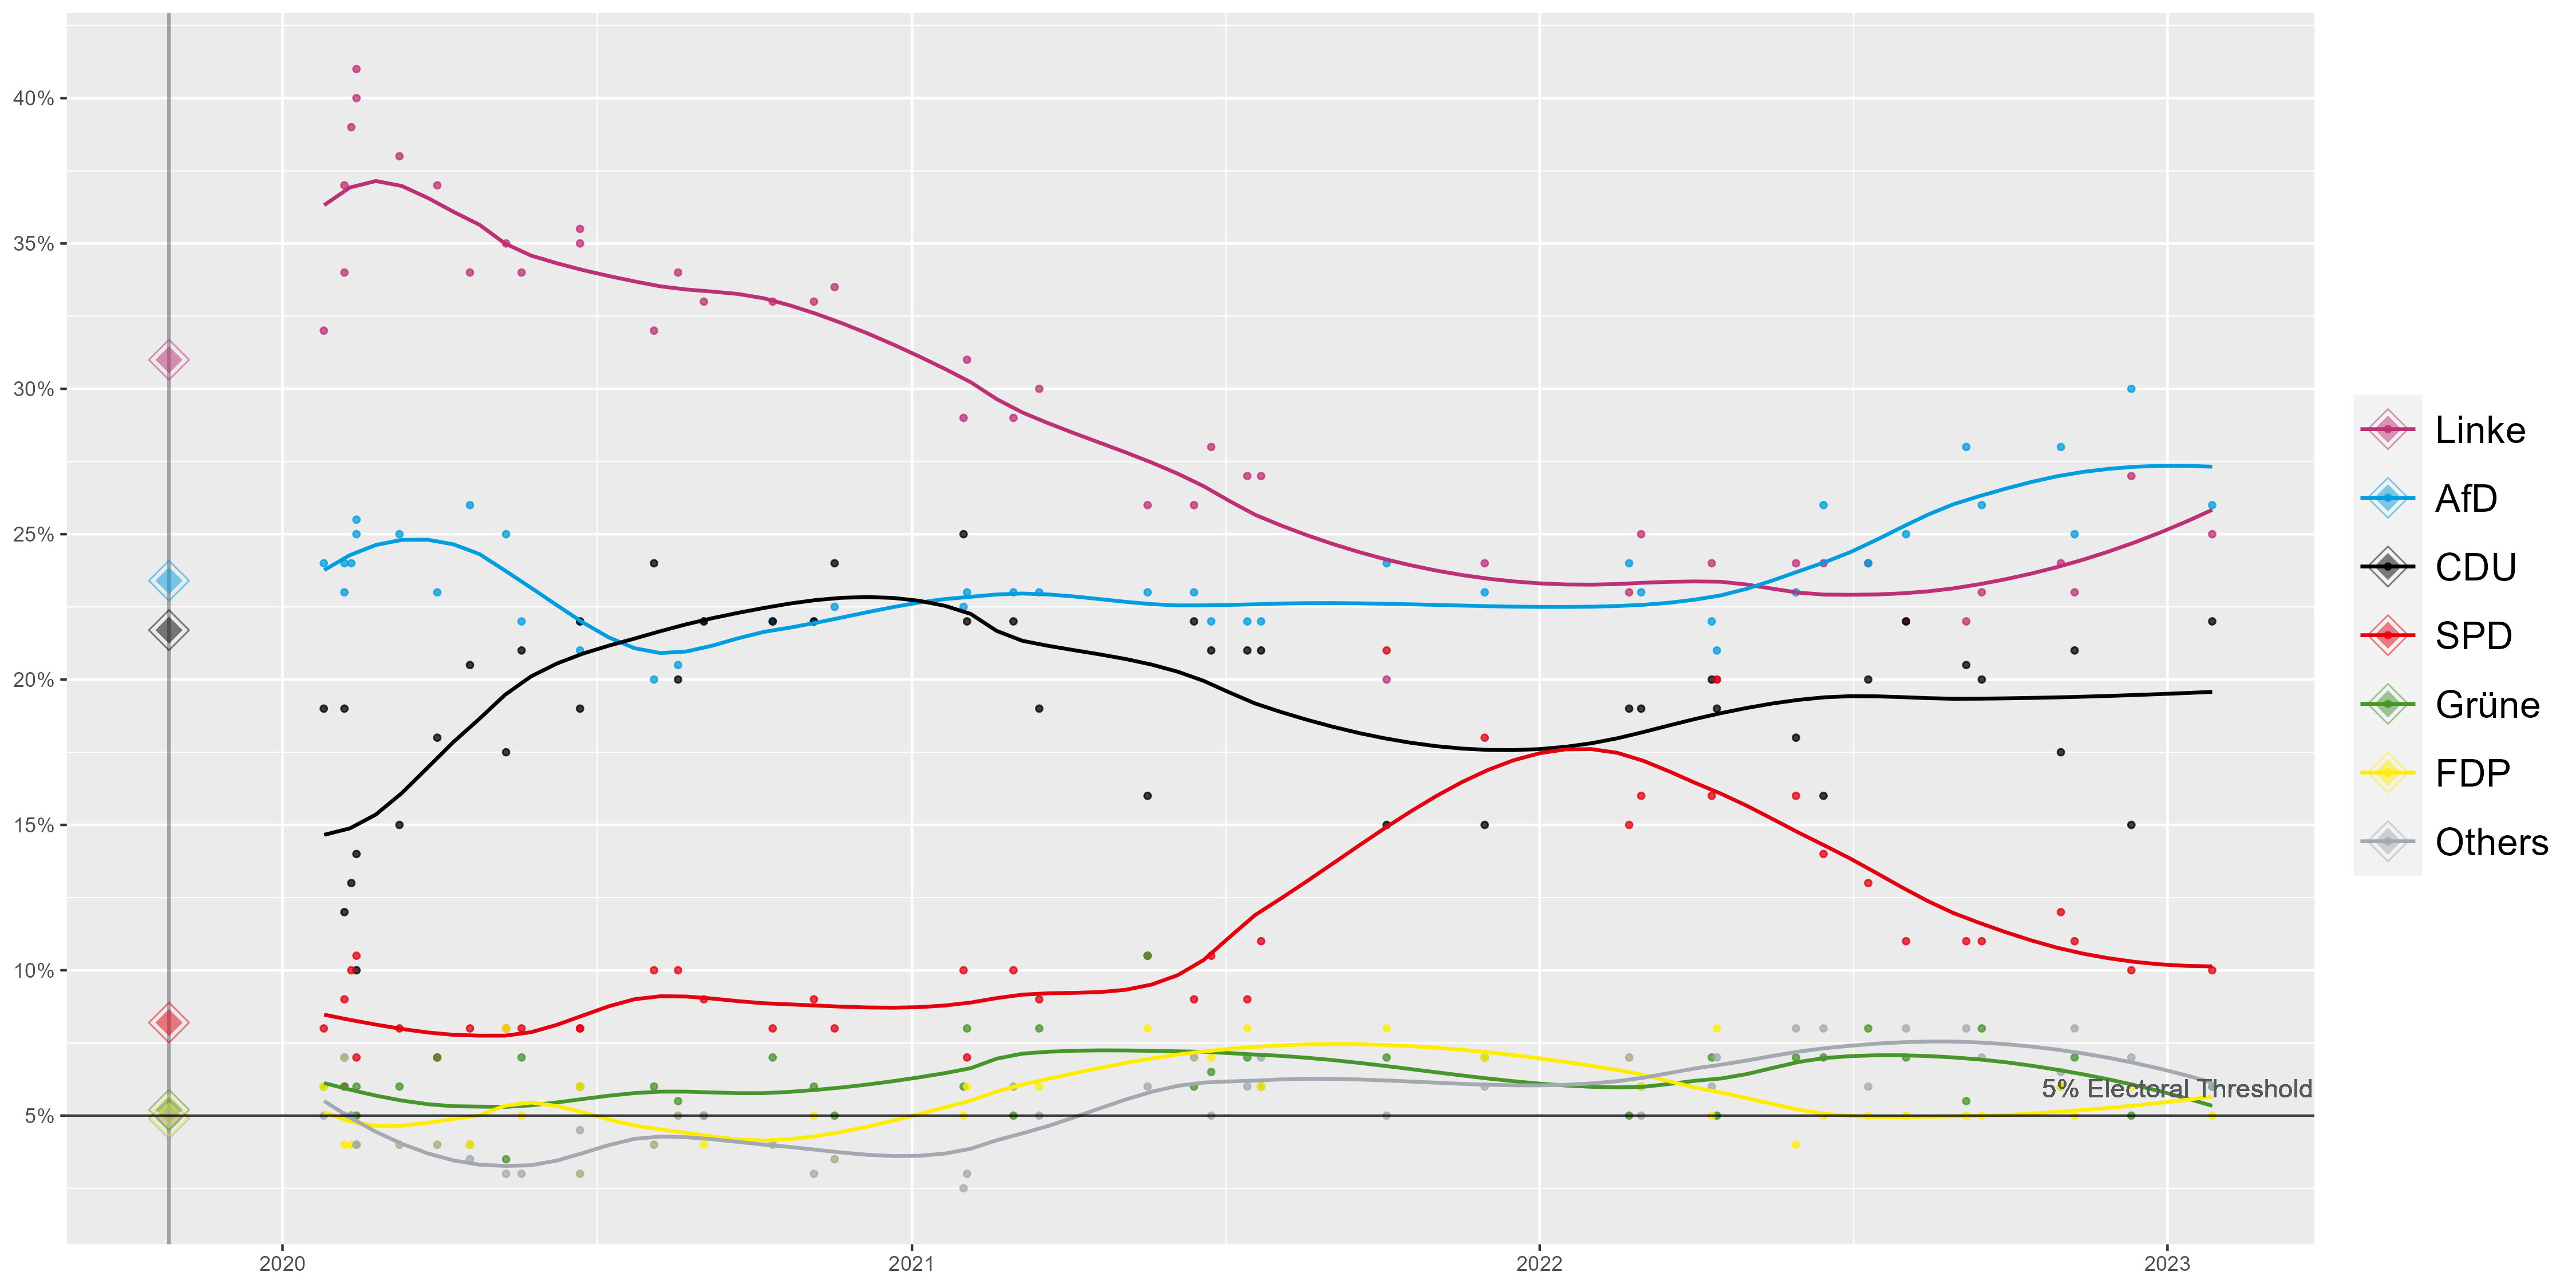 40%
35%
30%
25%
20%
15%
10%
5%
5% Electoral Threshold
2020
2021
2022
2023
Linke
AfD
CDU
SPD
Grüne
FDP
Others